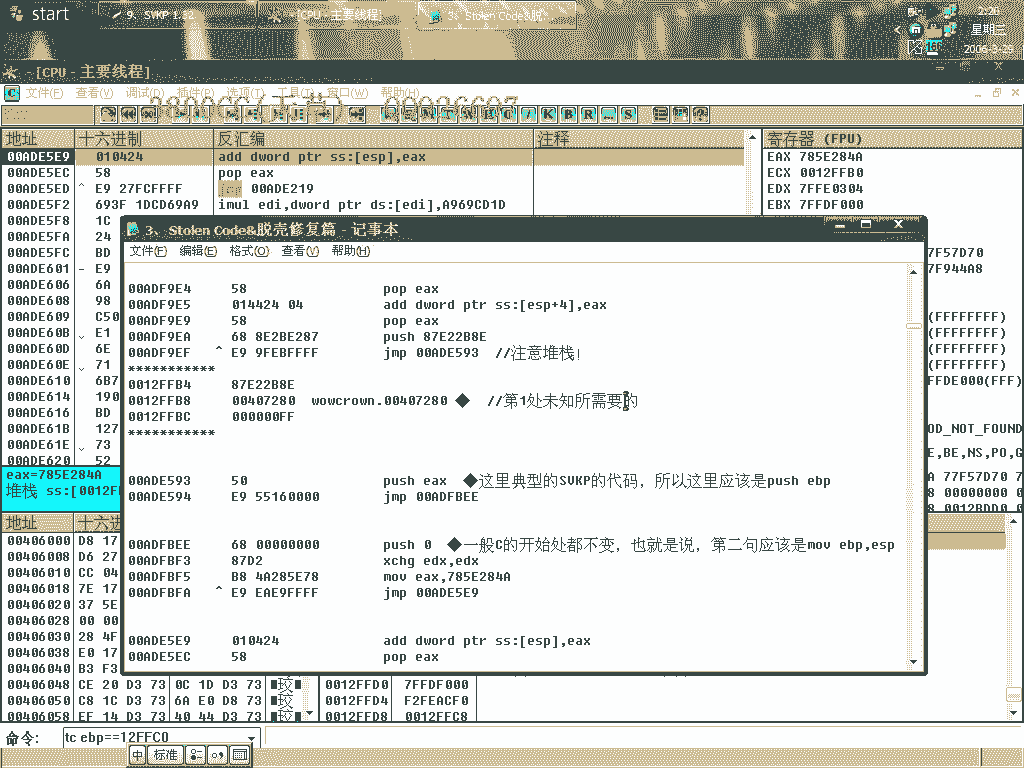 start
9. SVKP 1.32
[CPU - 主要线程]
3、Stolen Code&脱
2:20
星期三
2006-3-29
- [CPU - 主要线程]
文件(F) 查看(V) 调试(D) 插件(P) 选项(T) 窗口(W) 帮助(H)
K B R ... S
地址 十六进制 反汇编 注释
00ADE5E9 010424 add dword ptr ss:[esp],eax
00ADE5EC 58 pop eax
00ADE5ED ^ E9 27FCFFFF jmp 00ADE219
00ADE5F2 693F 1DCD69A9 imul edi,dword ptr ds:[edi],A969CD1D
00ADE5F8 1C
00ADE5FA 24
00ADE5FC BD
00ADE601 - E9
00ADE606 6A
00ADE608 98
00ADE609 C50
00ADE60B E1
00ADE60D 6E
00ADE60E 71
00ADE610 6B7
00ADE614 190
00ADE616 BD
00ADE61B 127
00ADE61E 73
00ADE620 52
寄存器 (FPU)
EAX 785E284A
ECX 0012FFB0
EDX 7FFE0304
EBX 7FFDF000
7F57D70
7F944A8
(FFFFFFFF)
(FFFFFFFF)
(FFFFFFFF)
(FFFFFFFF)
FFDE000(FFF)
OD_NOT_FOUND
E,BE,NS,PO,G
eax=785E284A
堆栈 ss:[0012F
3、Stolen Code&脱壳修复篇 - 记事本
文件(F) 编辑(E) 格式(O) 查看(V) 帮助(H)
00ADF9E4 58 pop eax
00ADF9E5 014424 04 add dword ptr ss:[esp+4],eax
00ADF9E9 58 pop eax
00ADF9EA 68 8E2BE287 push 87E22B8E
00ADF9EF ^ E9 9FEBFFFF jmp 00ADE593 //注意堆栈!
***********
0012FFB4 87E22B8E
0012FFB8 00407280 wowcrown.00407280 ◆ //第1处未知所需要的
0012FFBC 000000FF
***********
00ADE593 50 push eax ◆这里典型的SVKP的代码，所以这里应该是push ebp
00ADE594 E9 55160000 jmp 00ADFBEE
00ADFBEE 68 00000000 push 0 ◆一般C的开始处都不变，也就是说，第二句应该是mov ebp,esp
00ADFBF3 87D2 xchg edx,edx
00ADFBF5 B8 4A285E78 mov eax,785E284A
00ADFBFA ^ E9 EAE9FFFF jmp 00ADE5E9
00ADE5E9 010424 add dword ptr ss:[esp],eax
00ADE5EC 58 pop eax
地址 十六进
00406000 D8 17
00406008 D6 27
00406010 CC 04
00406018 7E 17
00406020 37 5E
00406028 00 00
00406030 28 4F
00406038 E0 17
00406040 B3 F3
00406048 CE 20 D3 73 0C 1D D3 73
00406050 C8 1C D3 73 6A E0 D8 73
00406058 EF 14 D3 73 40 44 D3 73
A 77F57D70 7
8 00000000 0
8 0012BDD0 0
0012FFD0 7FFDF000
0012FFD4 F2FEACF0
0012FFD8 0012FFC8
命令: tc ebp==12FFC0
中 标准